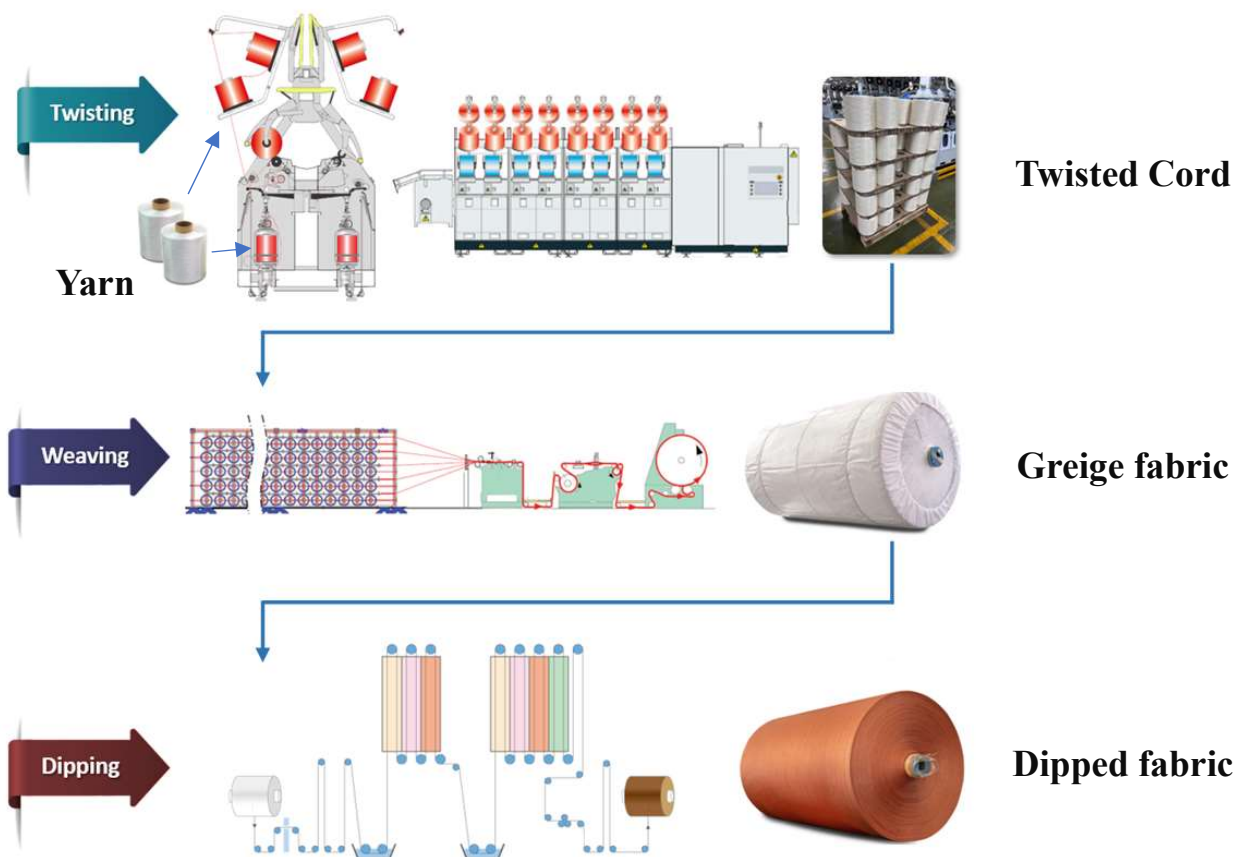 Twisting
Twisted Cord
Yarn
Weaving
Greige fabric
Dipping
Dipped fabric